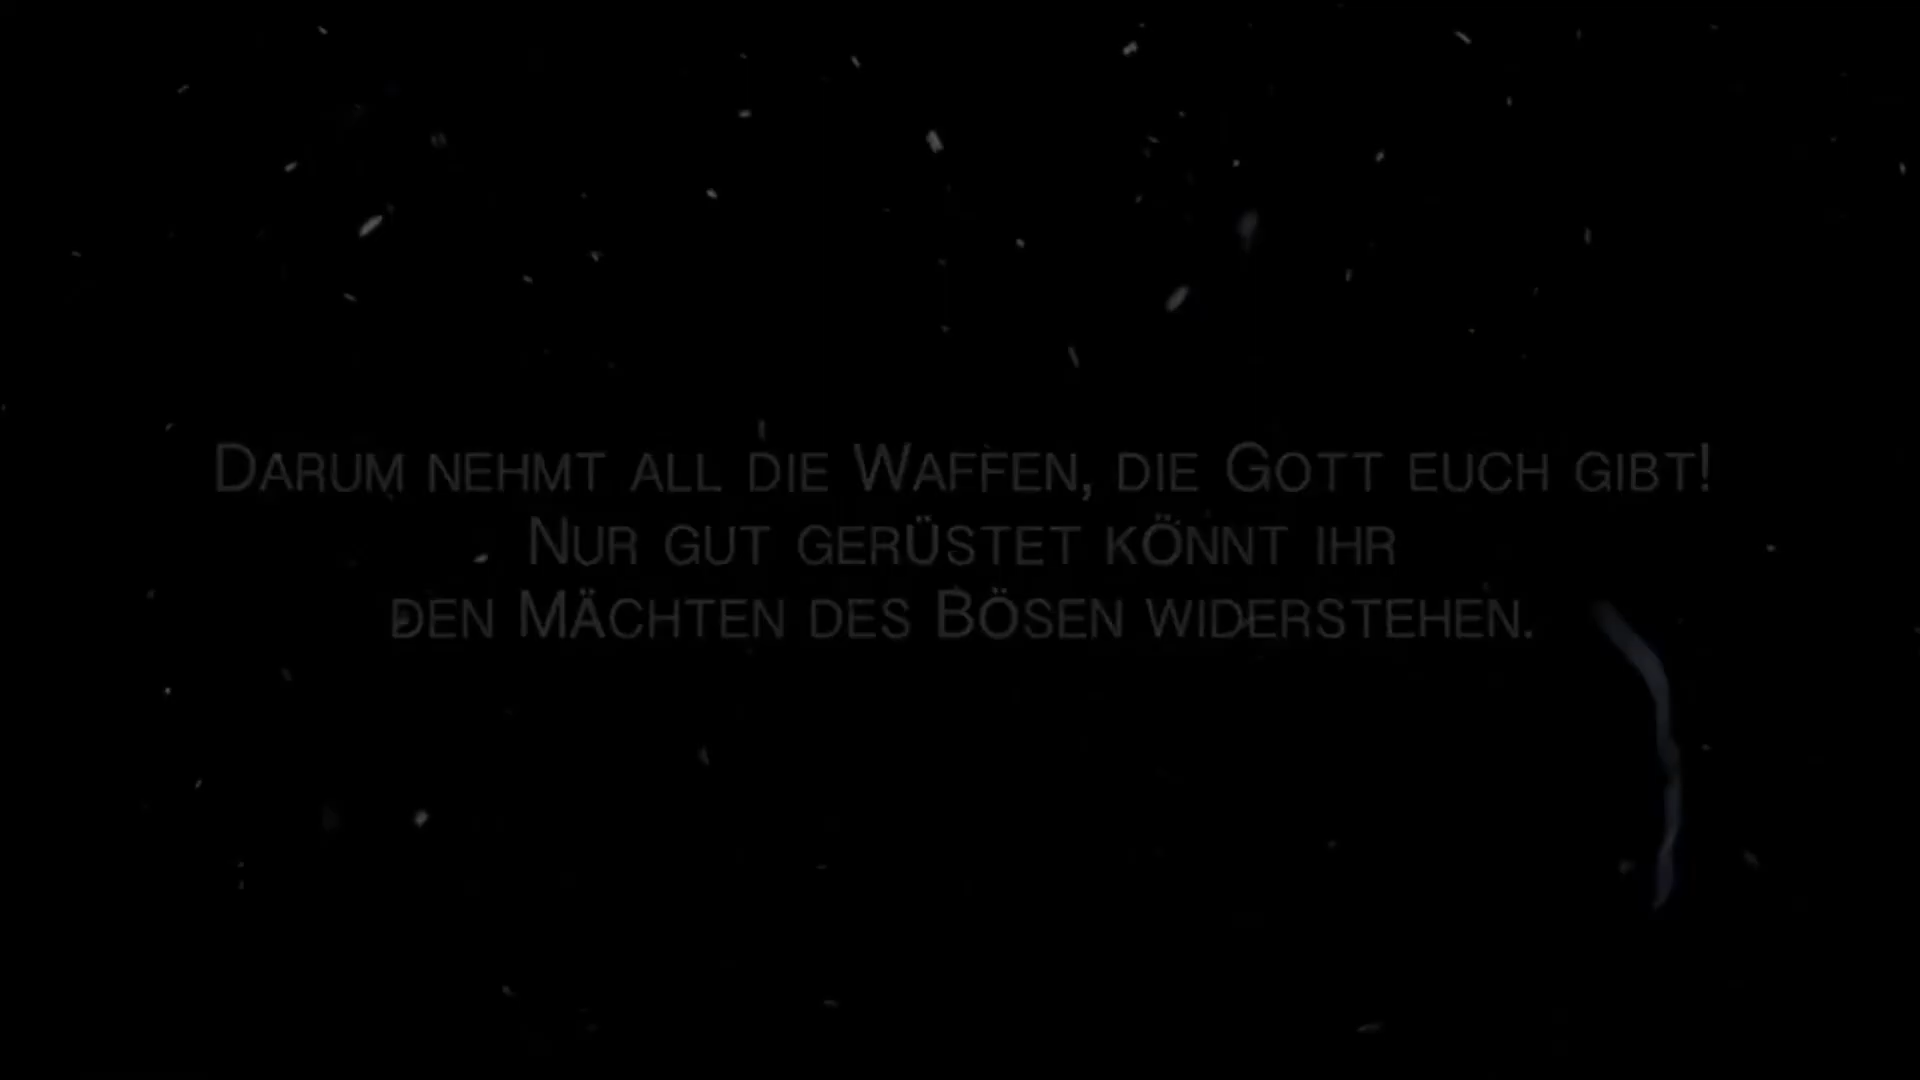 Darum nehmt all die Waffen, die Gott euch gibt!
Nur gut gerüstet könnt ihr
den Mächten des Bösen widerstehen.